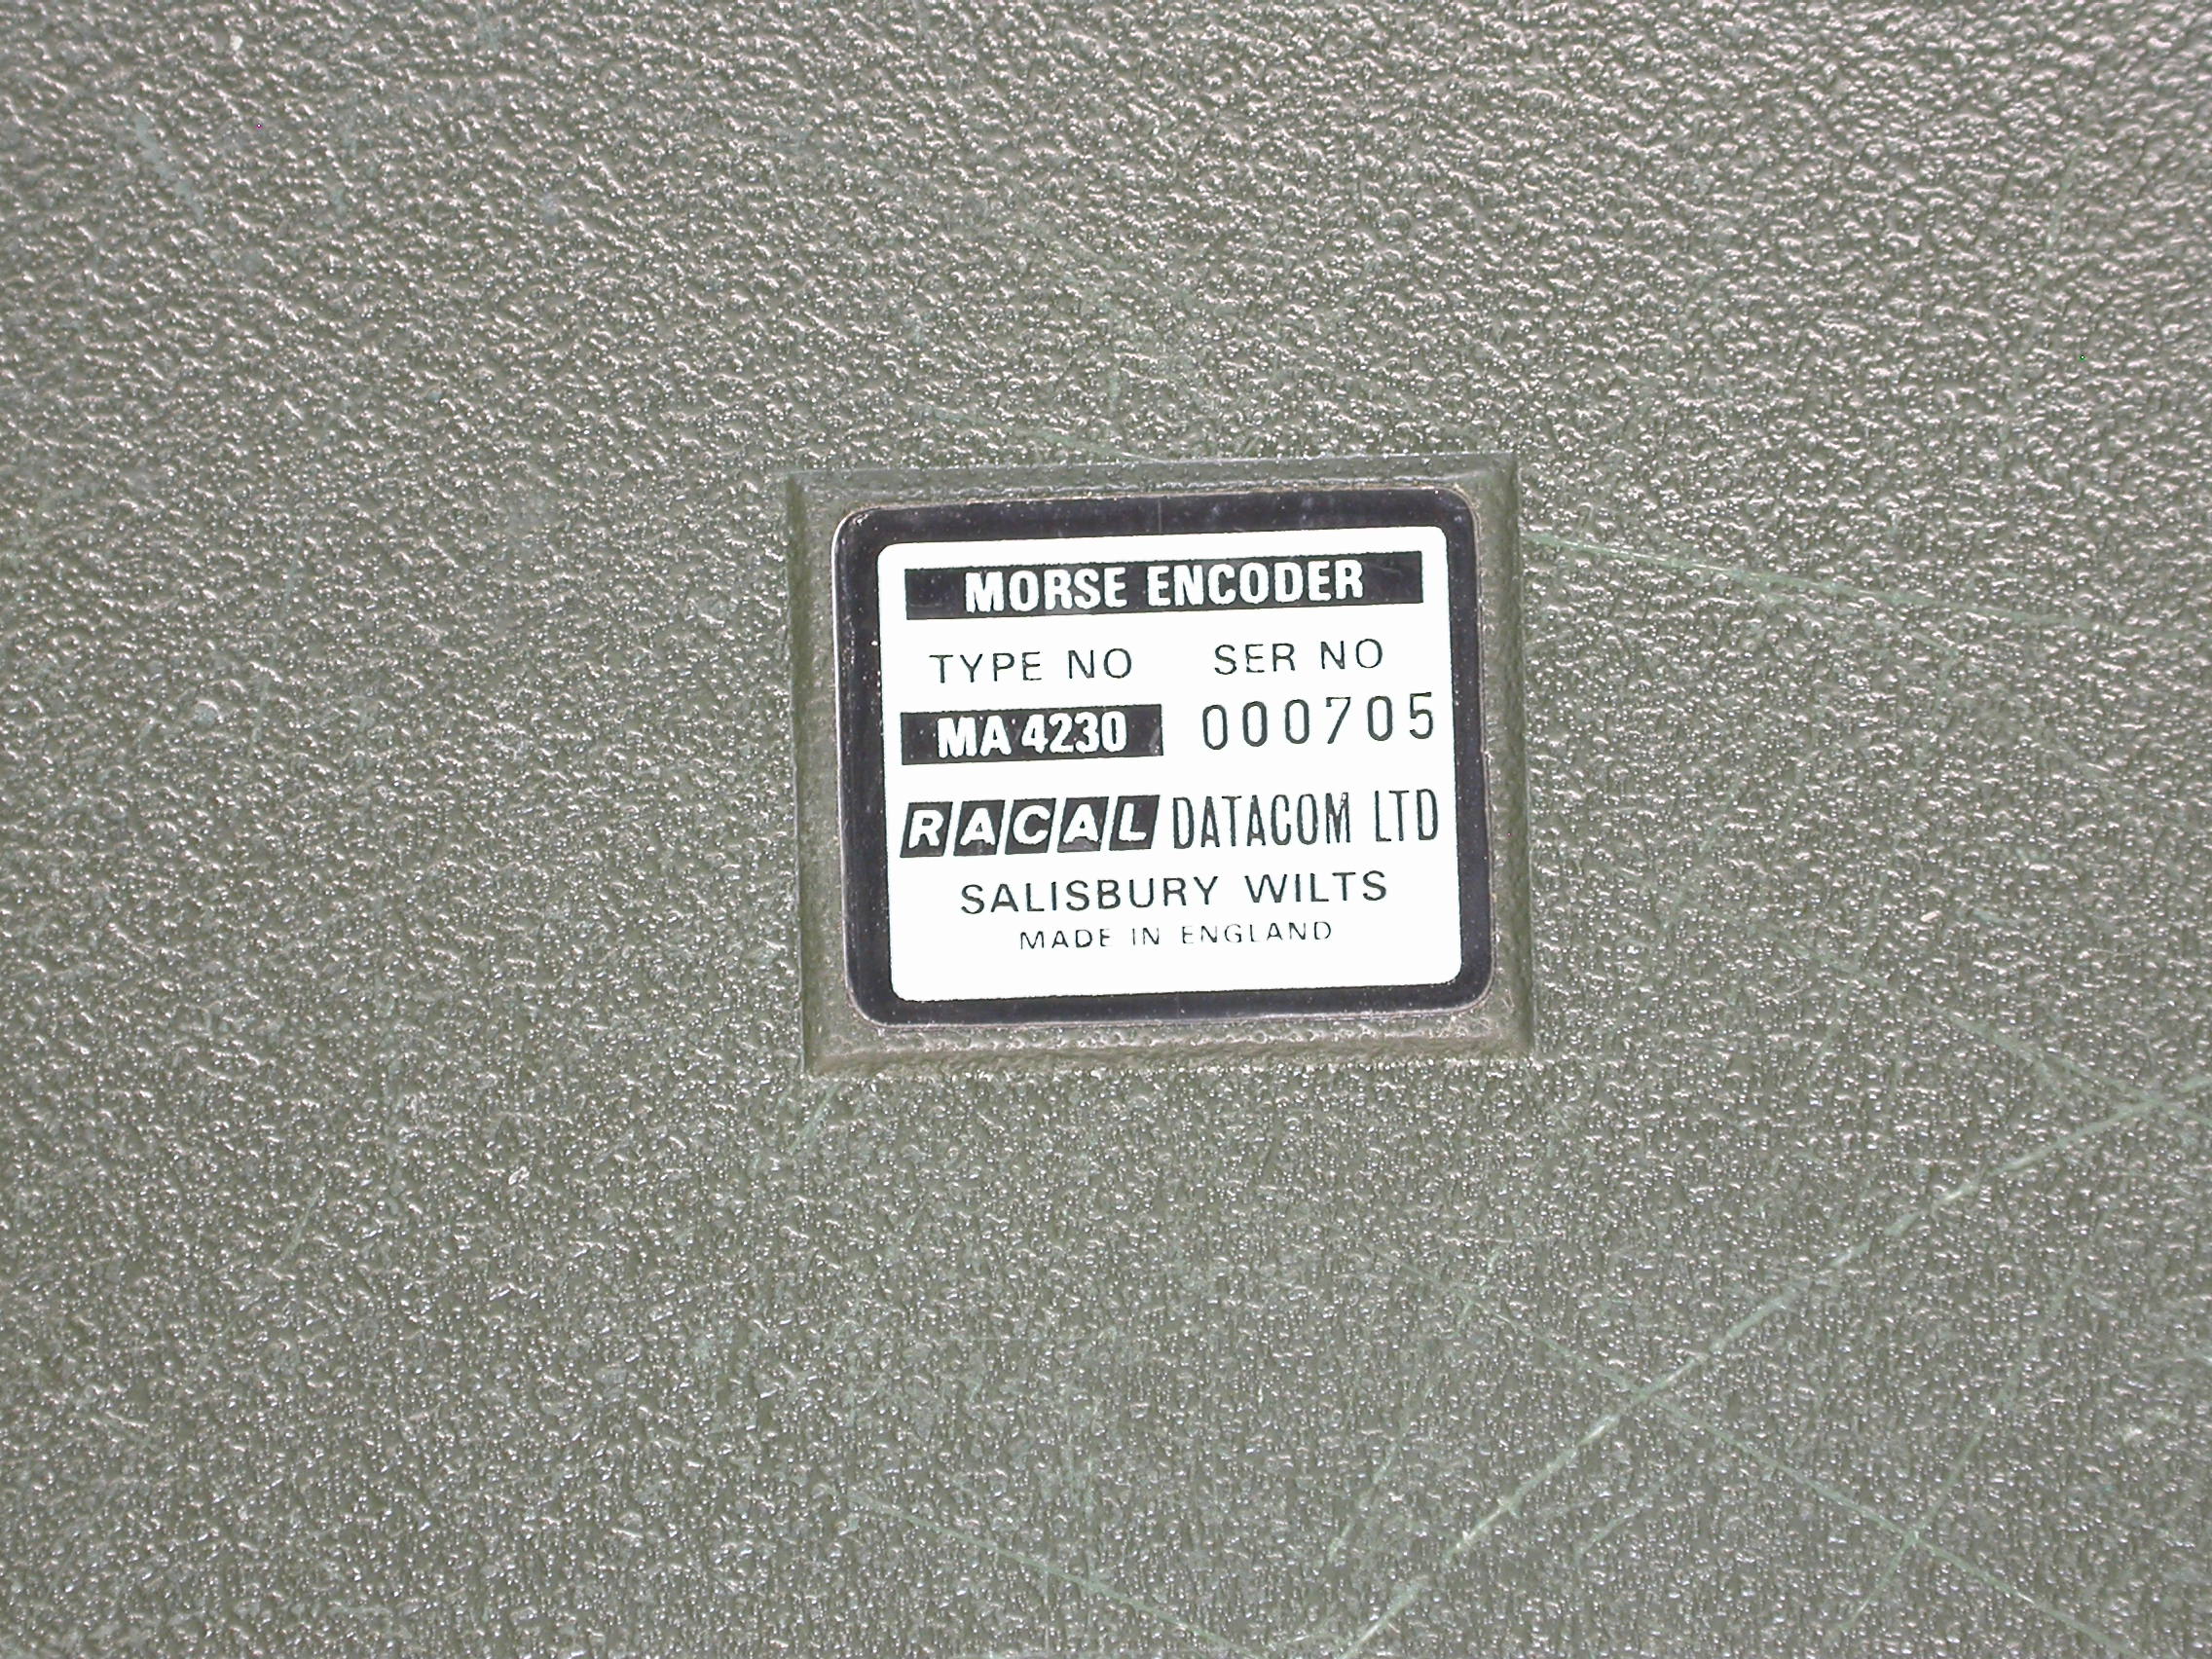 MORSE ENCODER
TYPE NO SER NO
MA 4230 000705
RACAL DATACOM LTD
SALISBURY WILTS
MADE IN ENGLAND